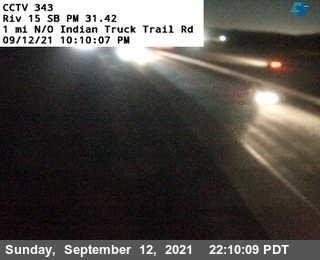 CCTV 343
Riv 15 SB PM 31.42
1 mi N/O Indian Truck Trail Rd
09/12/21 10:10:07 PM
Sunday, September 12, 2021 22:10:09 PDT